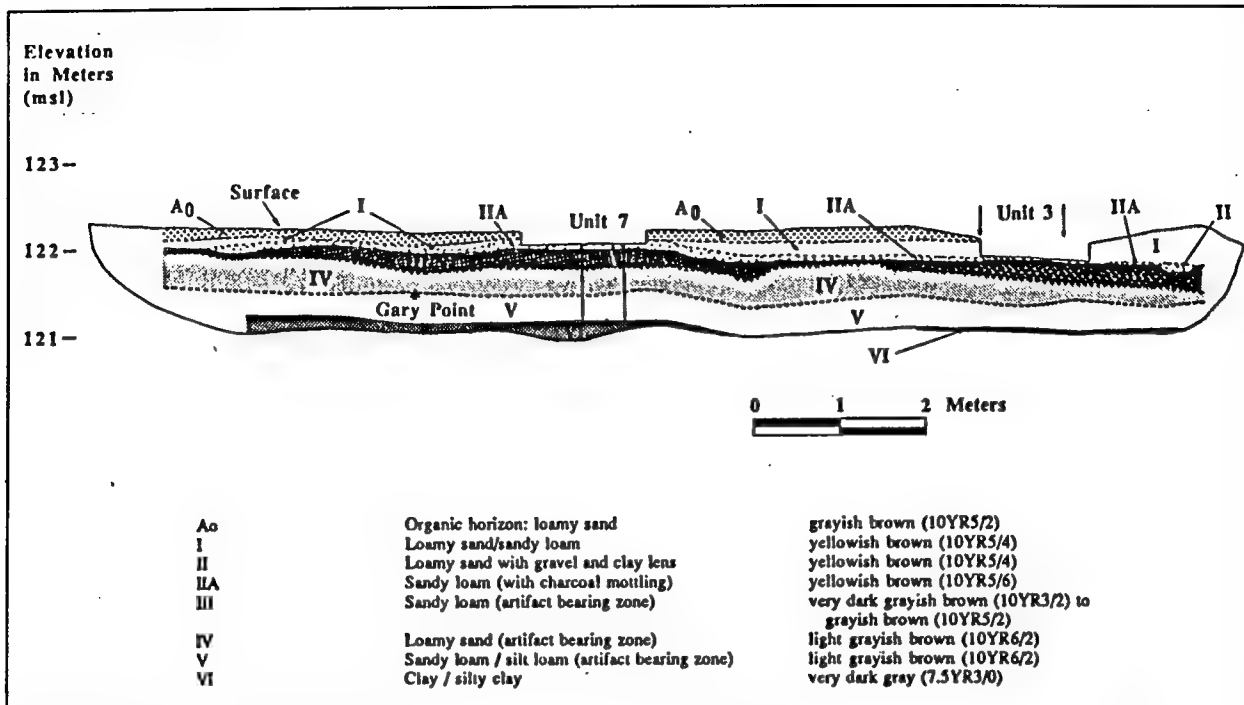 Elevation
in Meters
(msl)
123–
Surface
A0 I IIA Unit 7 A0 I IIA Unit 3 IIA II
I
122–
IV IV
Gary Point V V
121–
VI
0 1 2 Meters
Ao Organic horizon: loamy sand grayish brown (10YR5/2)
I Loamy sand/sandy loam yellowish brown (10YR5/4)
II Loamy sand with gravel and clay lens yellowish brown (10YR5/4)
IIA Sandy loam (with charcoal mottling) yellowish brown (10YR5/6)
III Sandy loam (artifact bearing zone) very dark grayish brown (10YR3/2) to
grayish brown (10YR5/2)
IV Loamy sand (artifact bearing zone) light grayish brown (10YR6/2)
V Sandy loam / silt loam (artifact bearing zone) light grayish brown (10YR6/2)
VI Clay / silty clay very dark gray (7.5YR3/0)